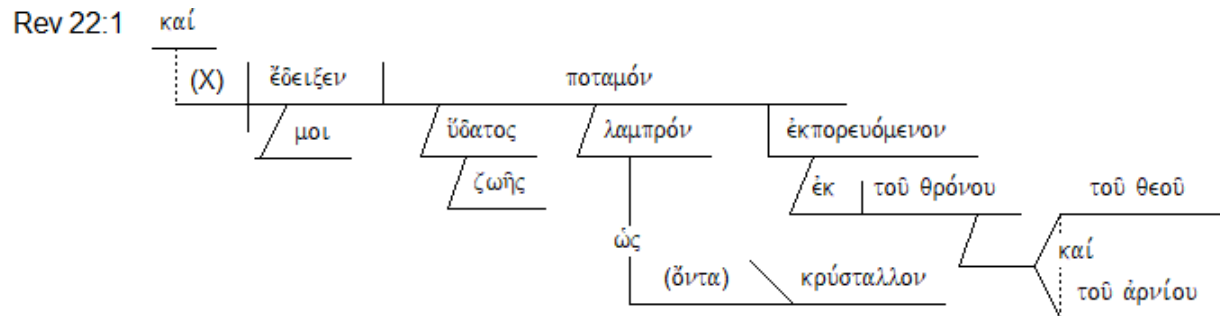 Rev 22:1 καί
(X) ἔδειξεν ποταμόν
μοι ὕδατος λαμπρόν ἐκπορευόμενον
ζωῆς ἐκ τοῦ θρόνου τοῦ θεοῦ
ὡς καί
(ὄντα) κρύσταλλον τοῦ ἀρνίου